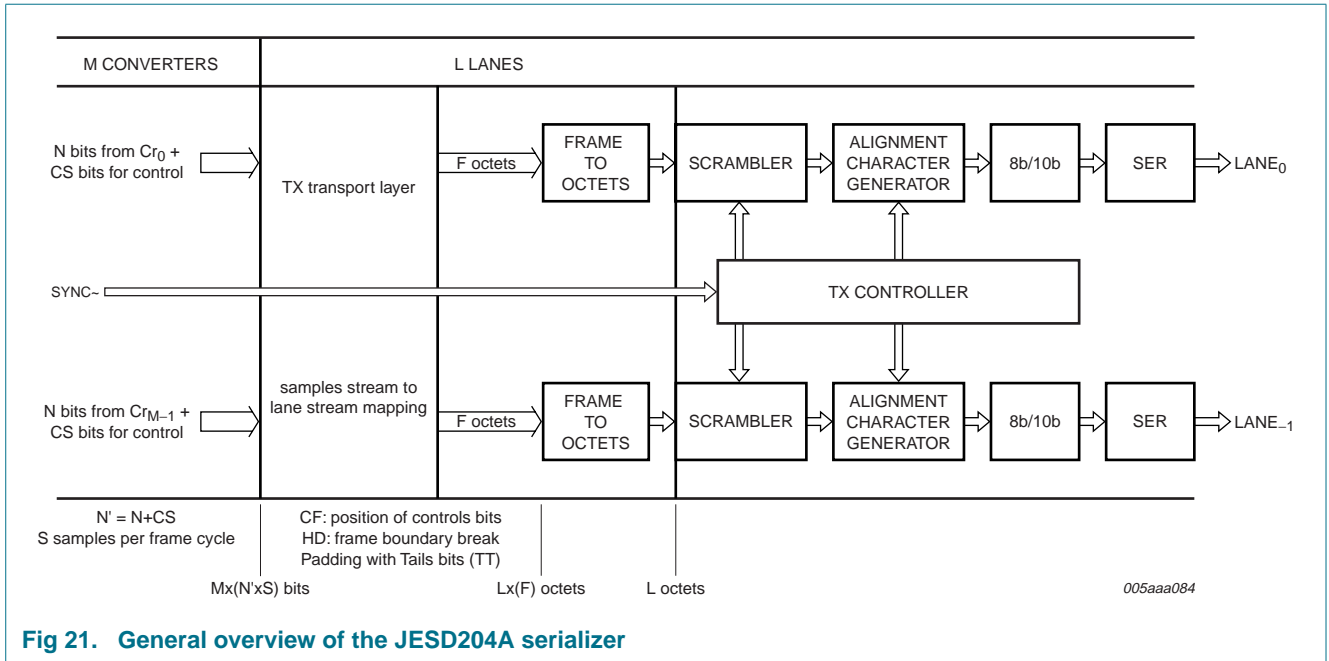 M CONVERTERS
L LANES
N bits from Cr0 +
CS bits for control
TX transport layer
F octets
FRAME
TO
OCTETS
SCRAMBLER
ALIGNMENT
CHARACTER
GENERATOR
8b/10b
SER
LANE0
SYNC~
TX CONTROLLER
N bits from CrM−1 +
CS bits for control
samples stream to
lane stream mapping
F octets
FRAME
TO
OCTETS
SCRAMBLER
ALIGNMENT
CHARACTER
GENERATOR
8b/10b
SER
LANE−1
N' = N+CS
S samples per frame cycle
CF: position of controls bits
HD: frame boundary break
Padding with Tails bits (TT)
Mx(N'xS) bits
Lx(F) octets
L octets
005aaa084
Fig 21. General overview of the JESD204A serializer